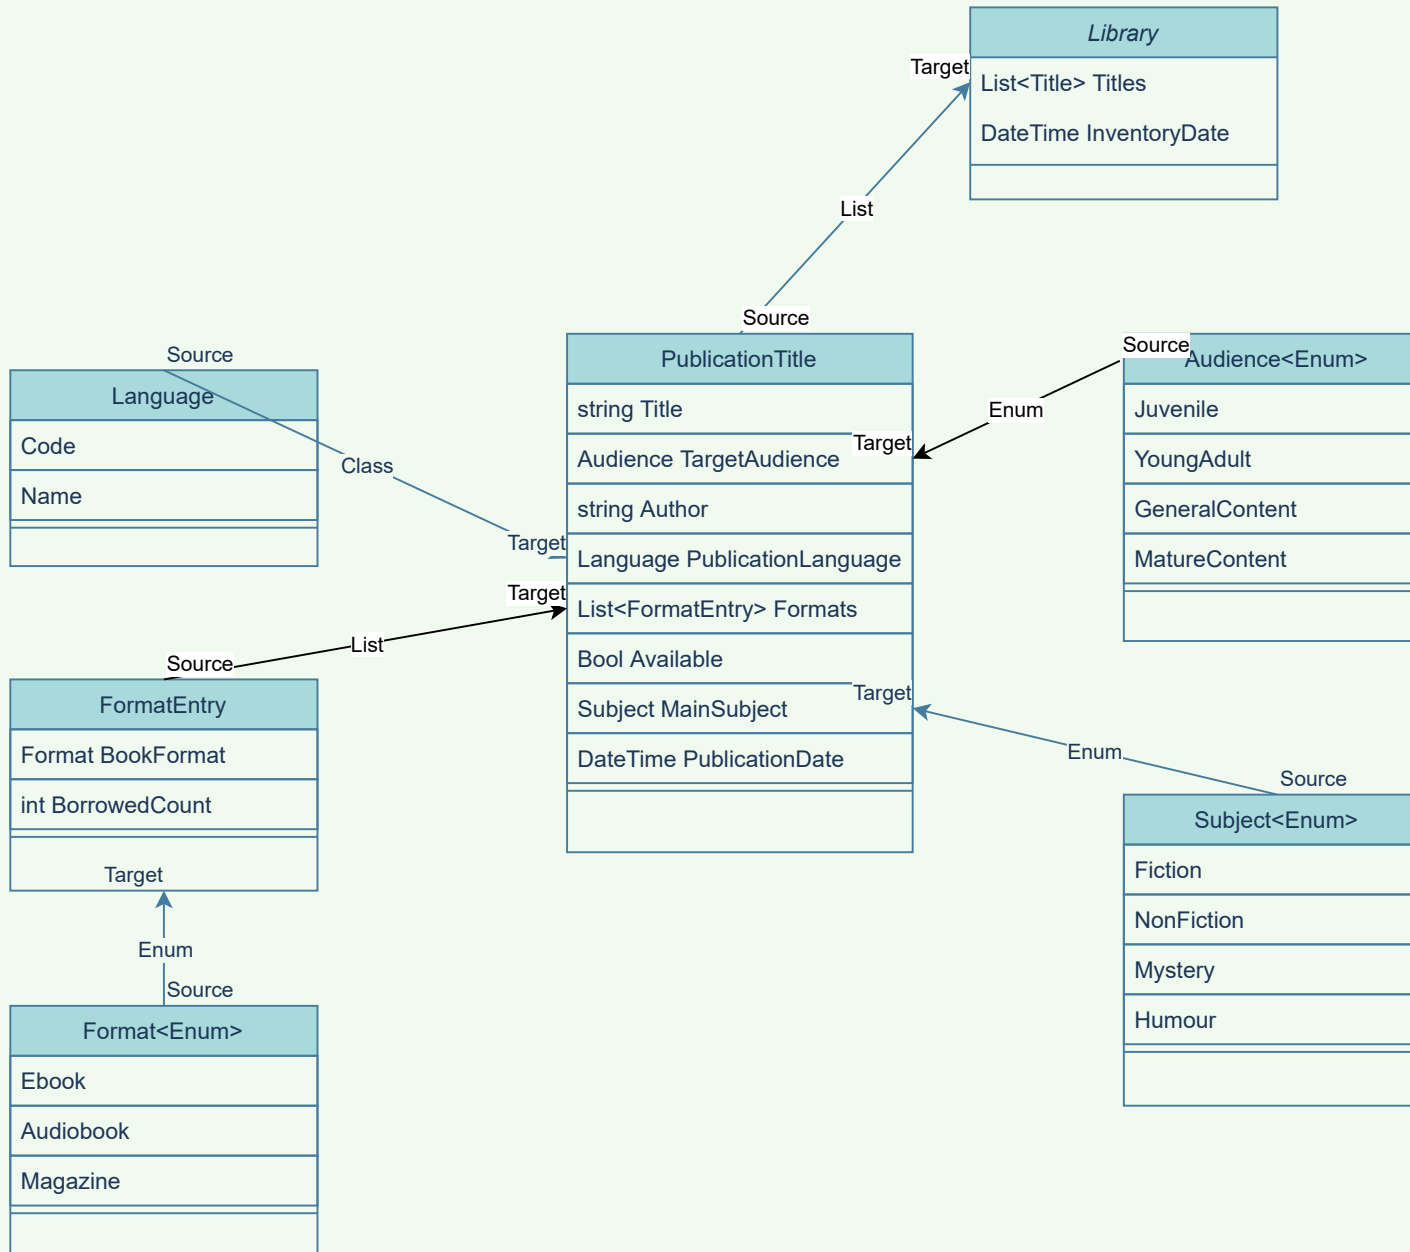 Library
Target
List<Title> Titles
DateTime InventoryDate
List
Source
PublicationTitle
string Title
Audience TargetAudience
string Author
Language PublicationLanguage
List<FormatEntry> Formats
Bool Available
Subject MainSubject
DateTime PublicationDate
Source
Language
Code
Name
Class
Target
Source
Audience<Enum>
Juvenile
YoungAdult
GeneralContent
MatureContent
Enum
Target
Target
List
Source
FormatEntry
Format BookFormat
int BorrowedCount
Target
Enum
Source
Format<Enum>
Ebook
Audiobook
Magazine
Target
Enum
Source
Subject<Enum>
Fiction
NonFiction
Mystery
Humour